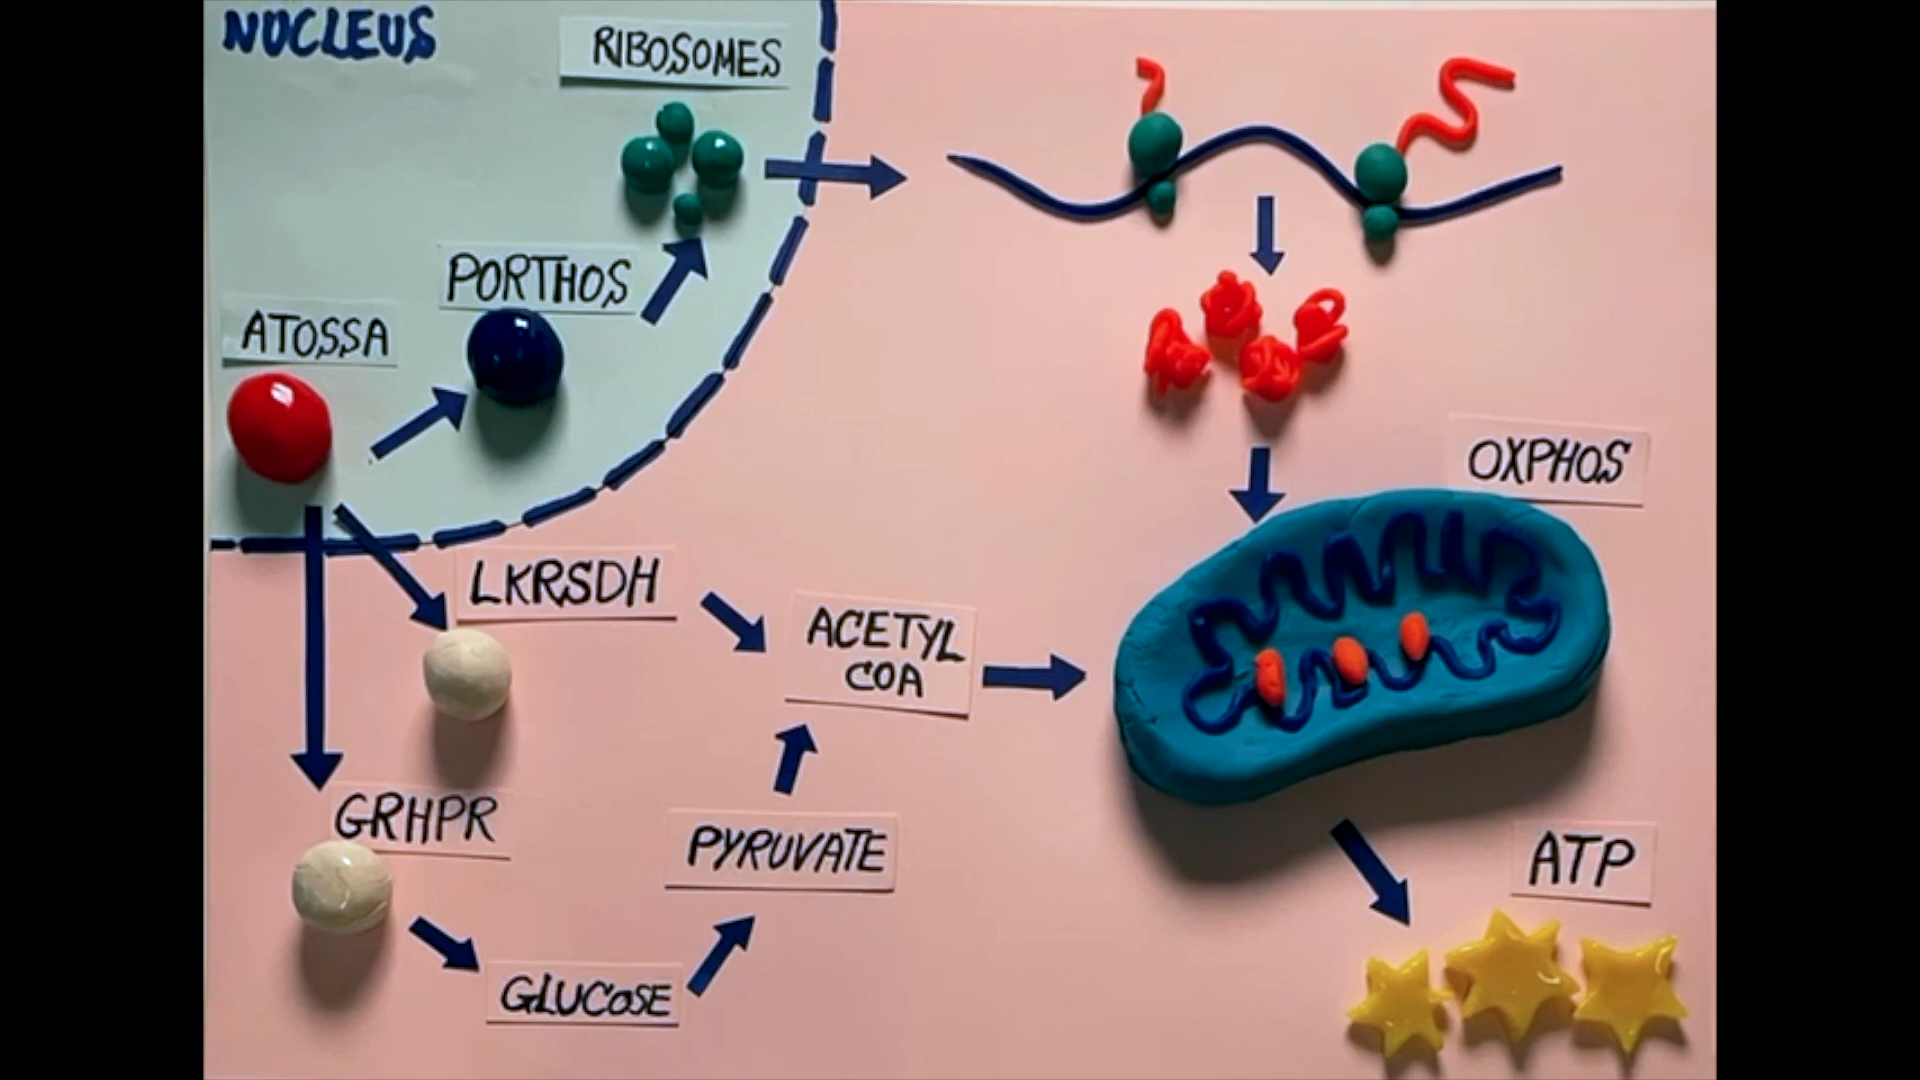 NUCLEUS
RIBOSOMES
PORTHOS
ATOSSA
OXPHOS
LKRSDH
ACETYL
COA
GRHPR
PYRUVATE
ATP
GLUCOSE